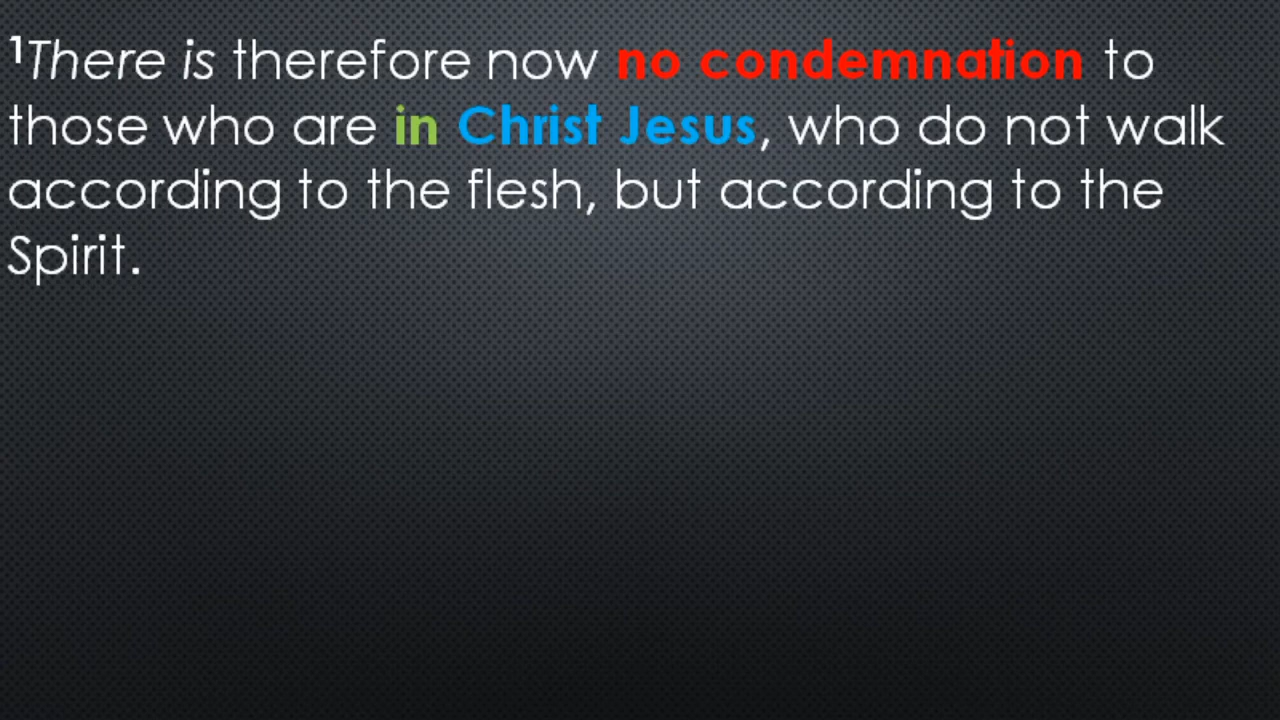 ¹There is therefore now no condemnation to
those who are in Christ Jesus, who do not walk
according to the flesh, but according to the
Spirit.